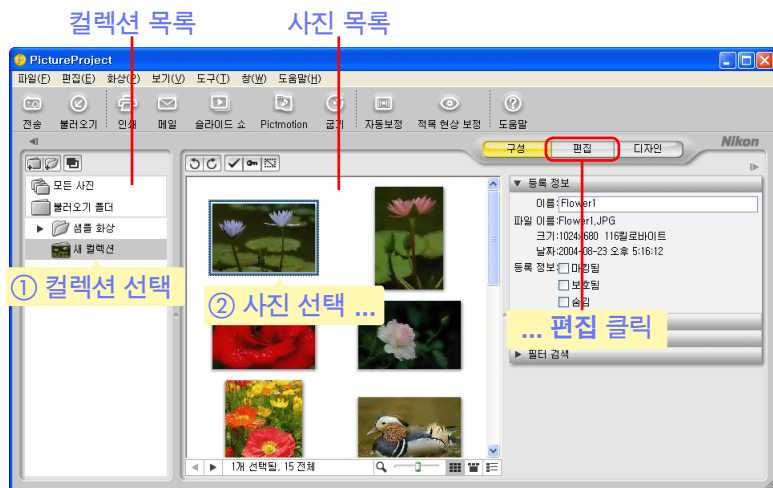 컬렉션 목록 사진 목록
PictureProject
파일(F) 편집(E) 화상(P) 보기(V) 도구(T) 창(W) 도움말(H)
전송 불러오기 인쇄 메일 슬라이드 쇼 Pictmotion 굽기 자동보정 적목 현상 보정 도움말
구성 편집 디자인 Nikon
모든 사진
불러오기 폴더
샘플 화상
새 컬렉션
① 컬렉션 선택
② 사진 선택 ...
등록 정보
이름: Flower1
파일 이름:Flower1.JPG
크기:1024x680 116킬로바이트
날짜:2004-08-23 오후 5:16:12
등록 정보: 마킹됨
보호됨
숨김
... 편집 클릭
필터 검색
1개 선택됨, 15 전체